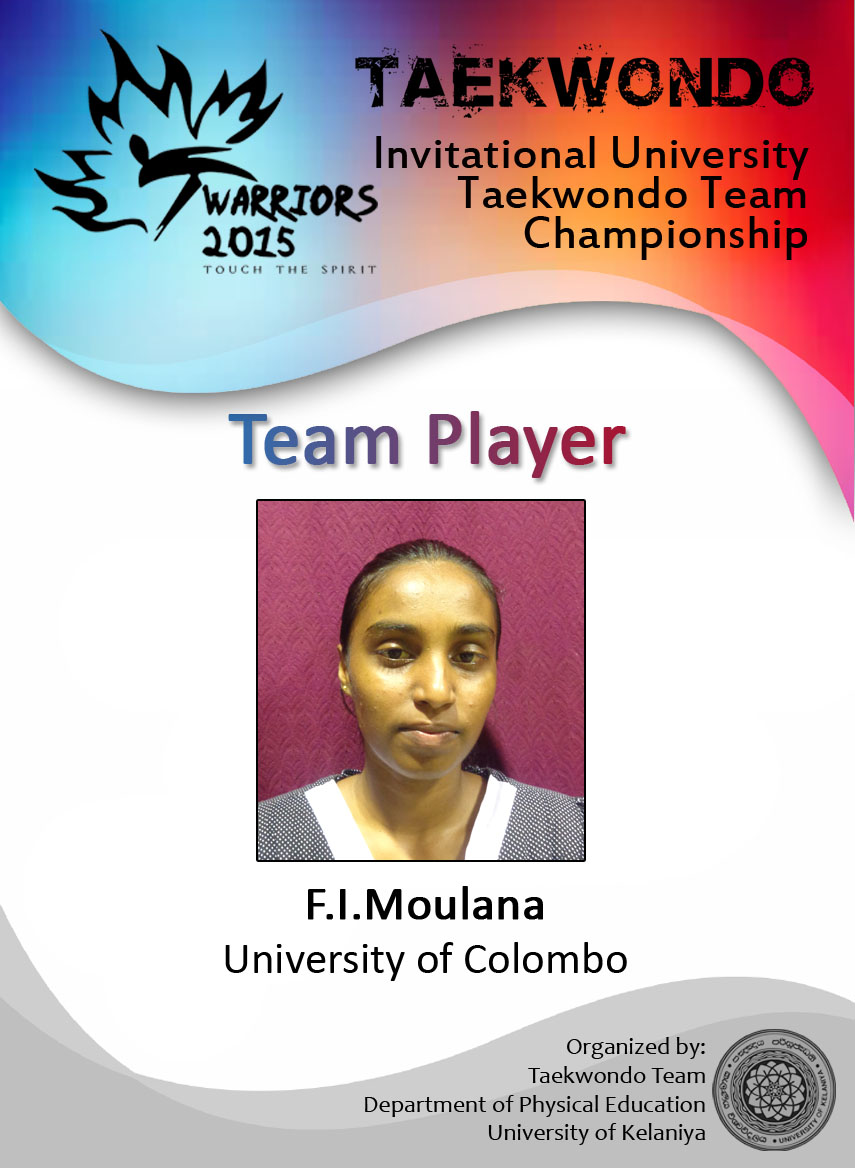 TAEKWONDO
Invitational University
Taekwondo Team
Championship
WARRIORS
2015
TOUCH THE SPIRIT
Team Player
F.I.Moulana
University of Colombo
Organized by:
Taekwondo Team
Department of Physical Education
University of Kelaniya
UNIVERSITY OF KELANIYA